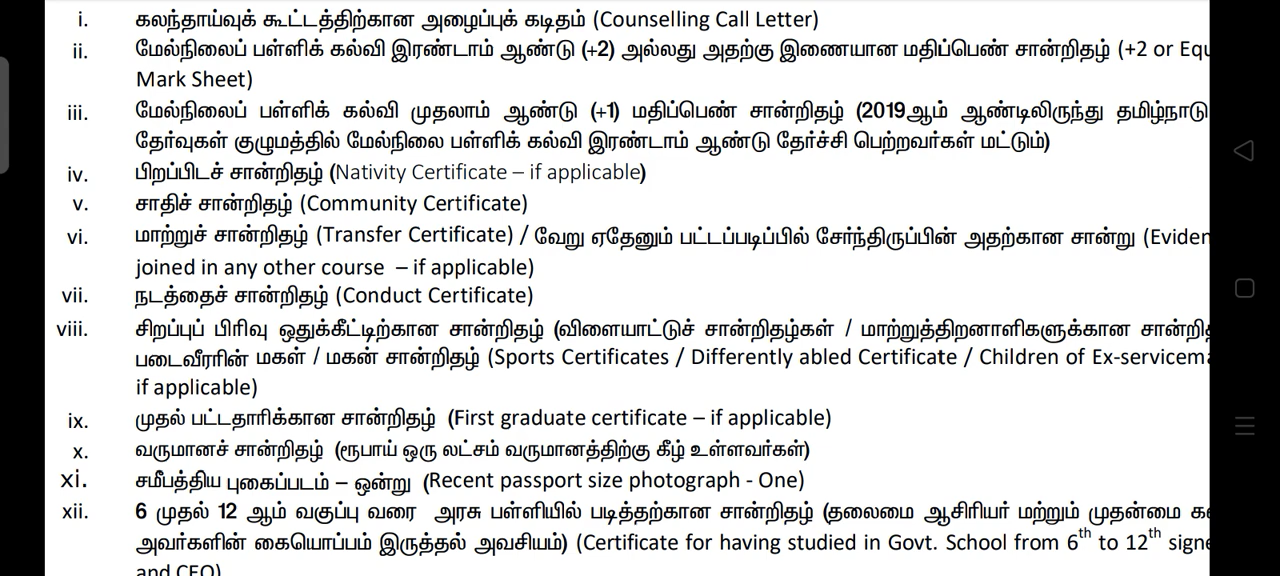 i. கலந்தாய்வுக் கூட்டத்திற்கான அழைப்புக் கடிதம் (Counselling Call Letter)
ii. மேல்நிலைப் பள்ளிக் கல்வி இரண்டாம் ஆண்டு (+2) அல்லது அதற்கு இணையான மதிப்பெண் சான்றிதழ் (+2 or Equ
Mark Sheet)
iii. மேல்நிலைப் பள்ளிக் கல்வி முதலாம் ஆண்டு (+1) மதிப்பெண் சான்றிதழ் (2019ஆம் ஆண்டிலிருந்து தமிழ்நாடு
தேர்வுகள் குழுமத்தில் மேல்நிலை பள்ளிக் கல்வி இரண்டாம் ஆண்டு தேர்ச்சி பெற்றவர்கள் மட்டும்)
iv. பிறப்பிடச் சான்றிதழ் (Nativity Certificate – if applicable)
v. சாதிச் சான்றிதழ் (Community Certificate)
vi. மாற்றுச் சான்றிதழ் (Transfer Certificate) / வேறு ஏதேனும் பட்டப்படிப்பில் சேர்ந்திருப்பின் அதற்கான சான்று (Eviden
joined in any other course – if applicable)
vii. நடத்தைச் சான்றிதழ் (Conduct Certificate)
viii. சிறப்புப் பிரிவு ஒதுக்கீட்டிற்கான சான்றிதழ் (விளையாட்டுச் சான்றிதழ்கள் / மாற்றுத்திறனாளிகளுக்கான சான்றித
படைவீரரின் மகள் / மகன் சான்றிதழ் (Sports Certificates / Differently abled Certificate / Children of Ex-servicema
if applicable)
ix. முதல் பட்டதாரிக்கான சான்றிதழ் (First graduate certificate – if applicable)
x. வருமானச் சான்றிதழ் (ரூபாய் ஒரு லட்சம் வருமானத்திற்கு கீழ் உள்ளவர்கள்)
xi. சமீபத்திய புகைப்படம் – ஒன்று (Recent passport size photograph - One)
xii. 6 முதல் 12 ஆம் வகுப்பு வரை அரசு பள்ளியில் படித்தற்கான சான்றிதழ் (தலைமை ஆசிரியர் மற்றும் முதன்மை க
அவர்களின் கையொப்பம் இருத்தல் அவசியம்) (Certificate for having studied in Govt. School from 6th to 12th signe
and CEO)